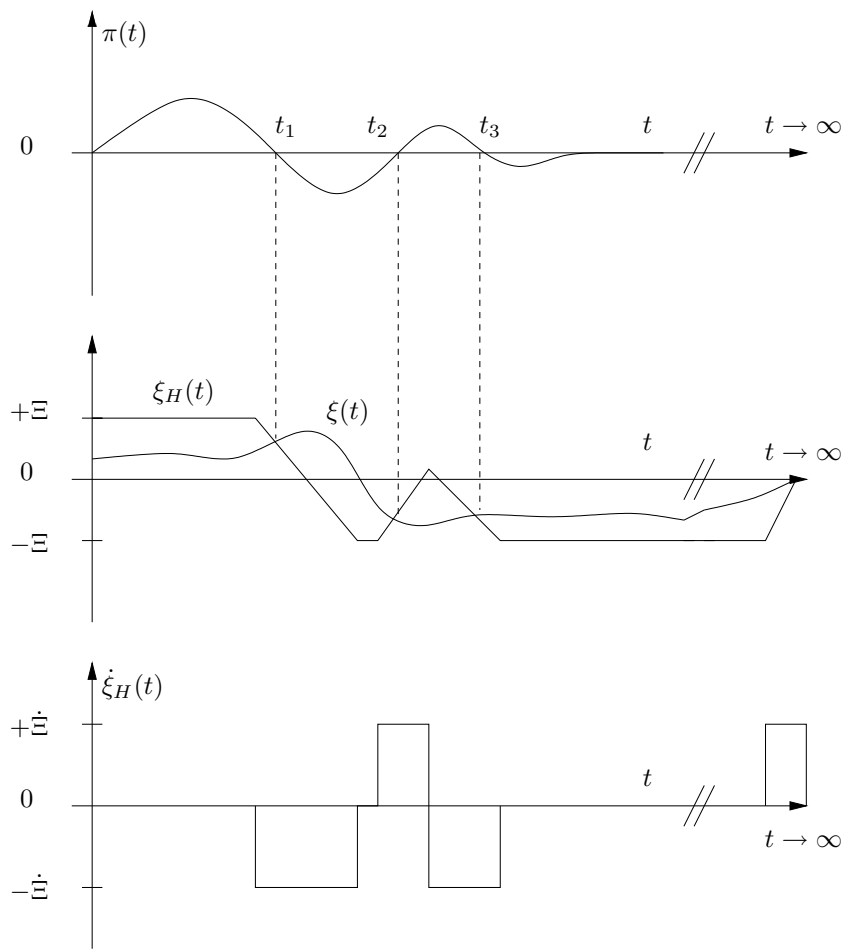 π(t)
t₁ t₂ t₃ t t → ∞
0
ξ_H(t) ξ(t)
+Ξ
t t → ∞
0
−Ξ
ξ̇_H(t)
+Ξ̇
t
0
t → ∞
−Ξ̇